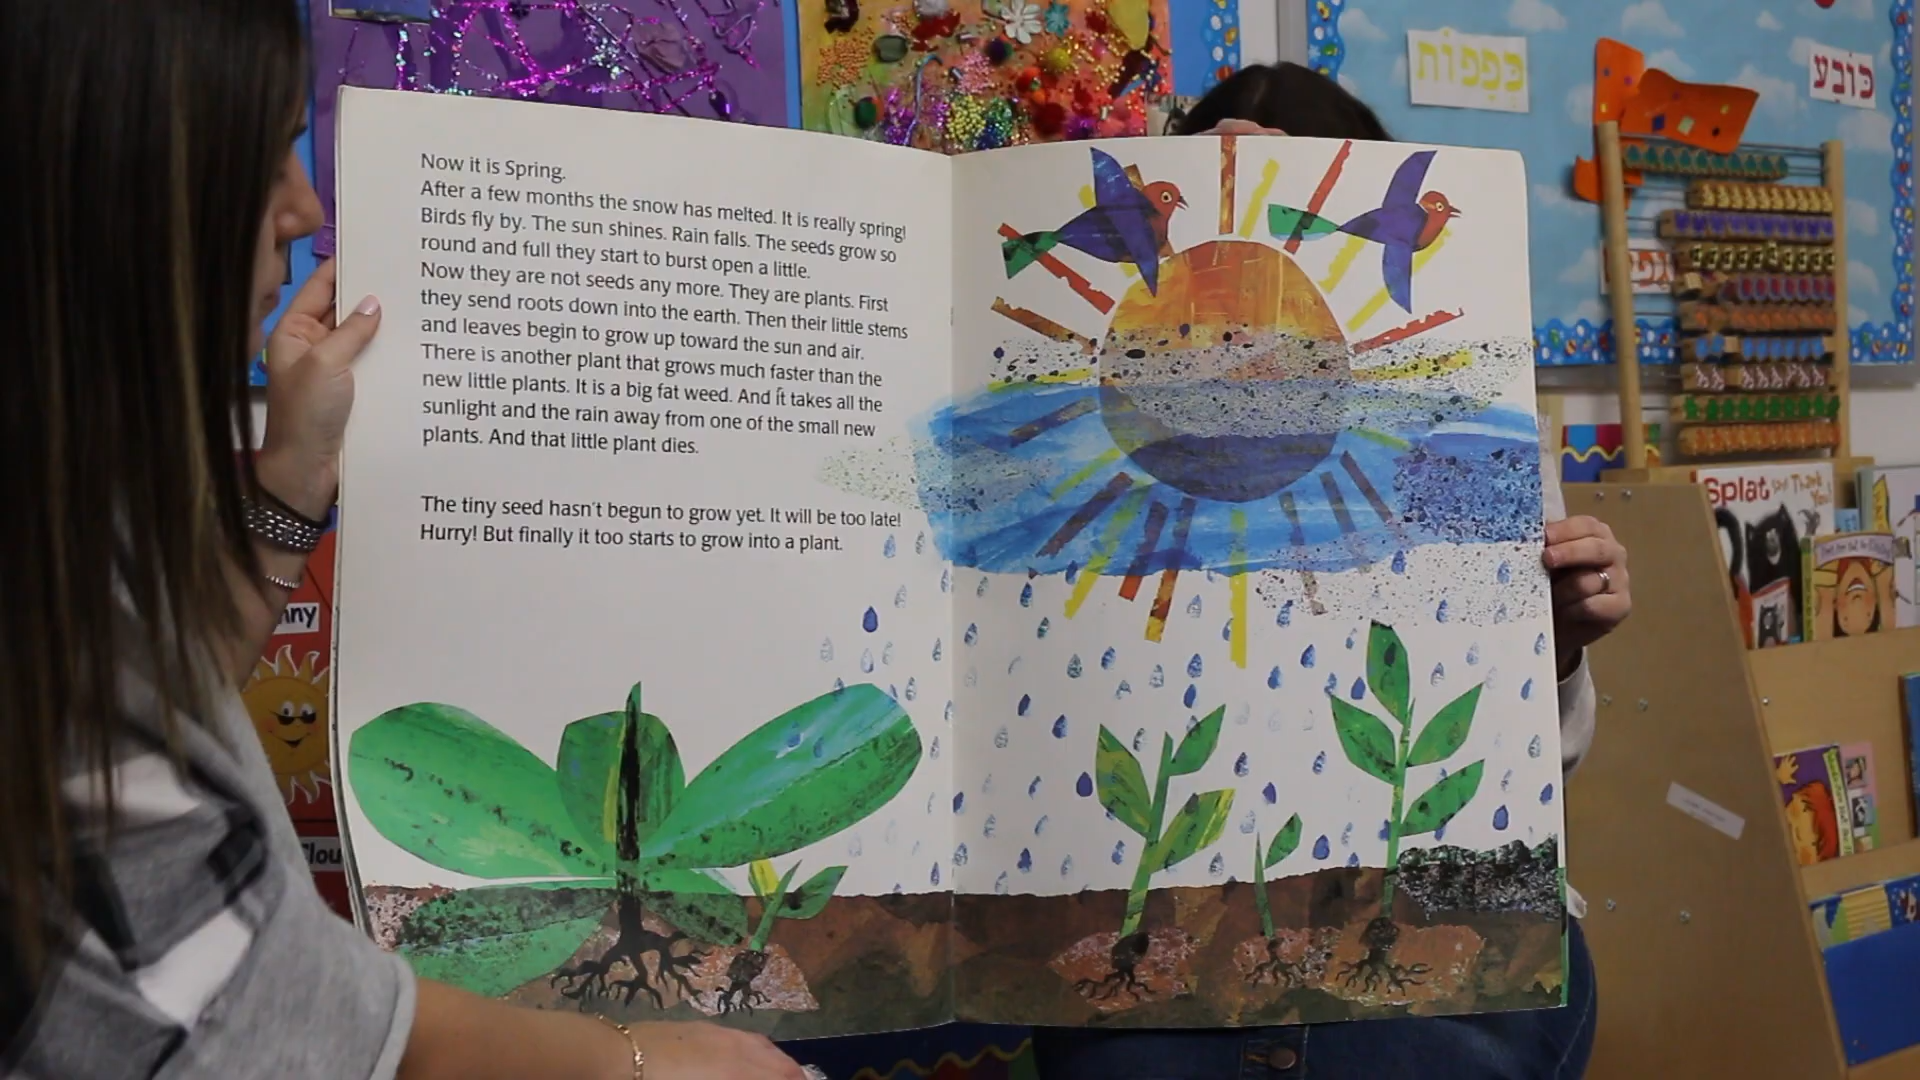 Now it is Spring.
After a few months the snow has melted. It is really spring!
Birds fly by. The sun shines. Rain falls. The seeds grow so
round and full they start to burst open a little.
Now they are not seeds any more. They are plants. First
they send roots down into the earth. Then their little stems
and leaves begin to grow up toward the sun and air.
There is another plant that grows much faster than the
new little plants. It is a big fat weed. And it takes all the
sunlight and the rain away from one of the small new
plants. And that little plant dies.
The tiny seed hasn't begun to grow yet. It will be too late!
Hurry! But finally it too starts to grow into a plant.
כְּפָפוֹת
כּוֹבַע
Splat
Thank
You!